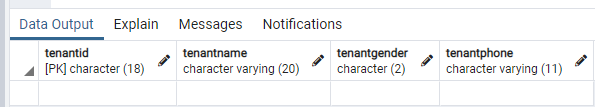 Data Output Explain Messages Notifications
tenantid tenantname tenantgender tenantphone
[PK] character (18) character varying (20) character (2) character varying (11)